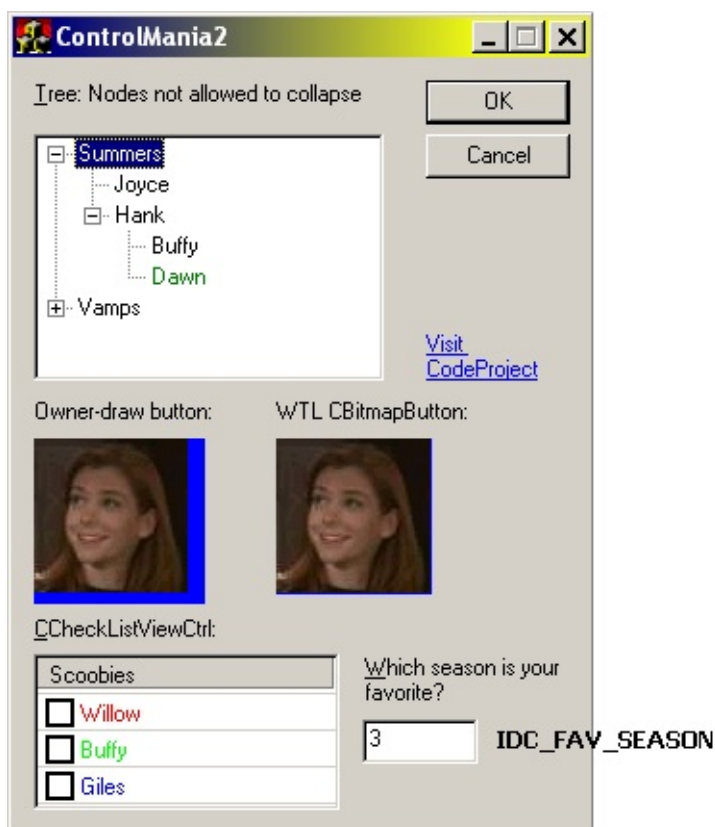 ControlMania2
Tree: Nodes not allowed to collapse
OK
Cancel
Summers
Joyce
Hank
Buffy
Dawn
Vamps
Visit
CodeProject
Owner-draw button:
WTL CBitmapButton:
CCheckListViewCtrl:
Scoobies
Willow
Buffy
Giles
Which season is your
favorite?
3
IDC_FAV_SEASON